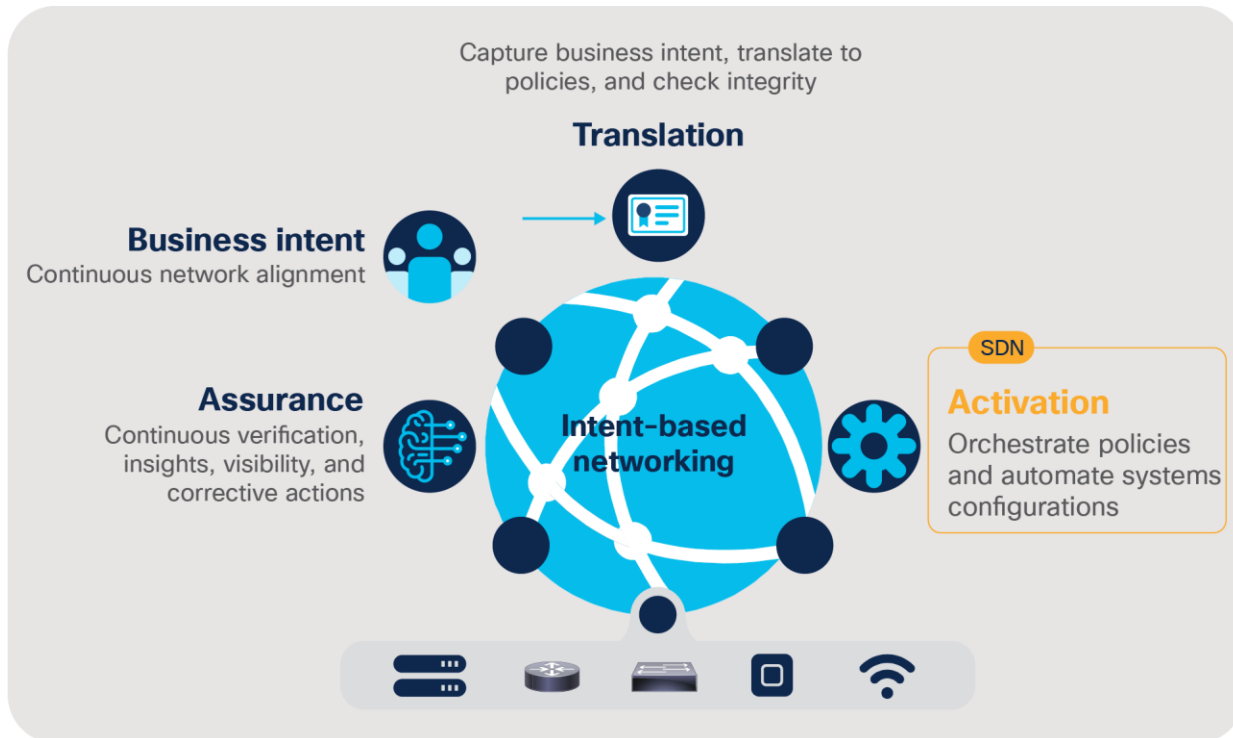 Capture business intent, translate to
policies, and check integrity
Translation
Business intent
Continuous network alignment
SDN
Activation
Orchestrate policies
and automate systems
configurations
Assurance
Continuous verification,
insights, visibility, and
corrective actions
Intent-based
networking